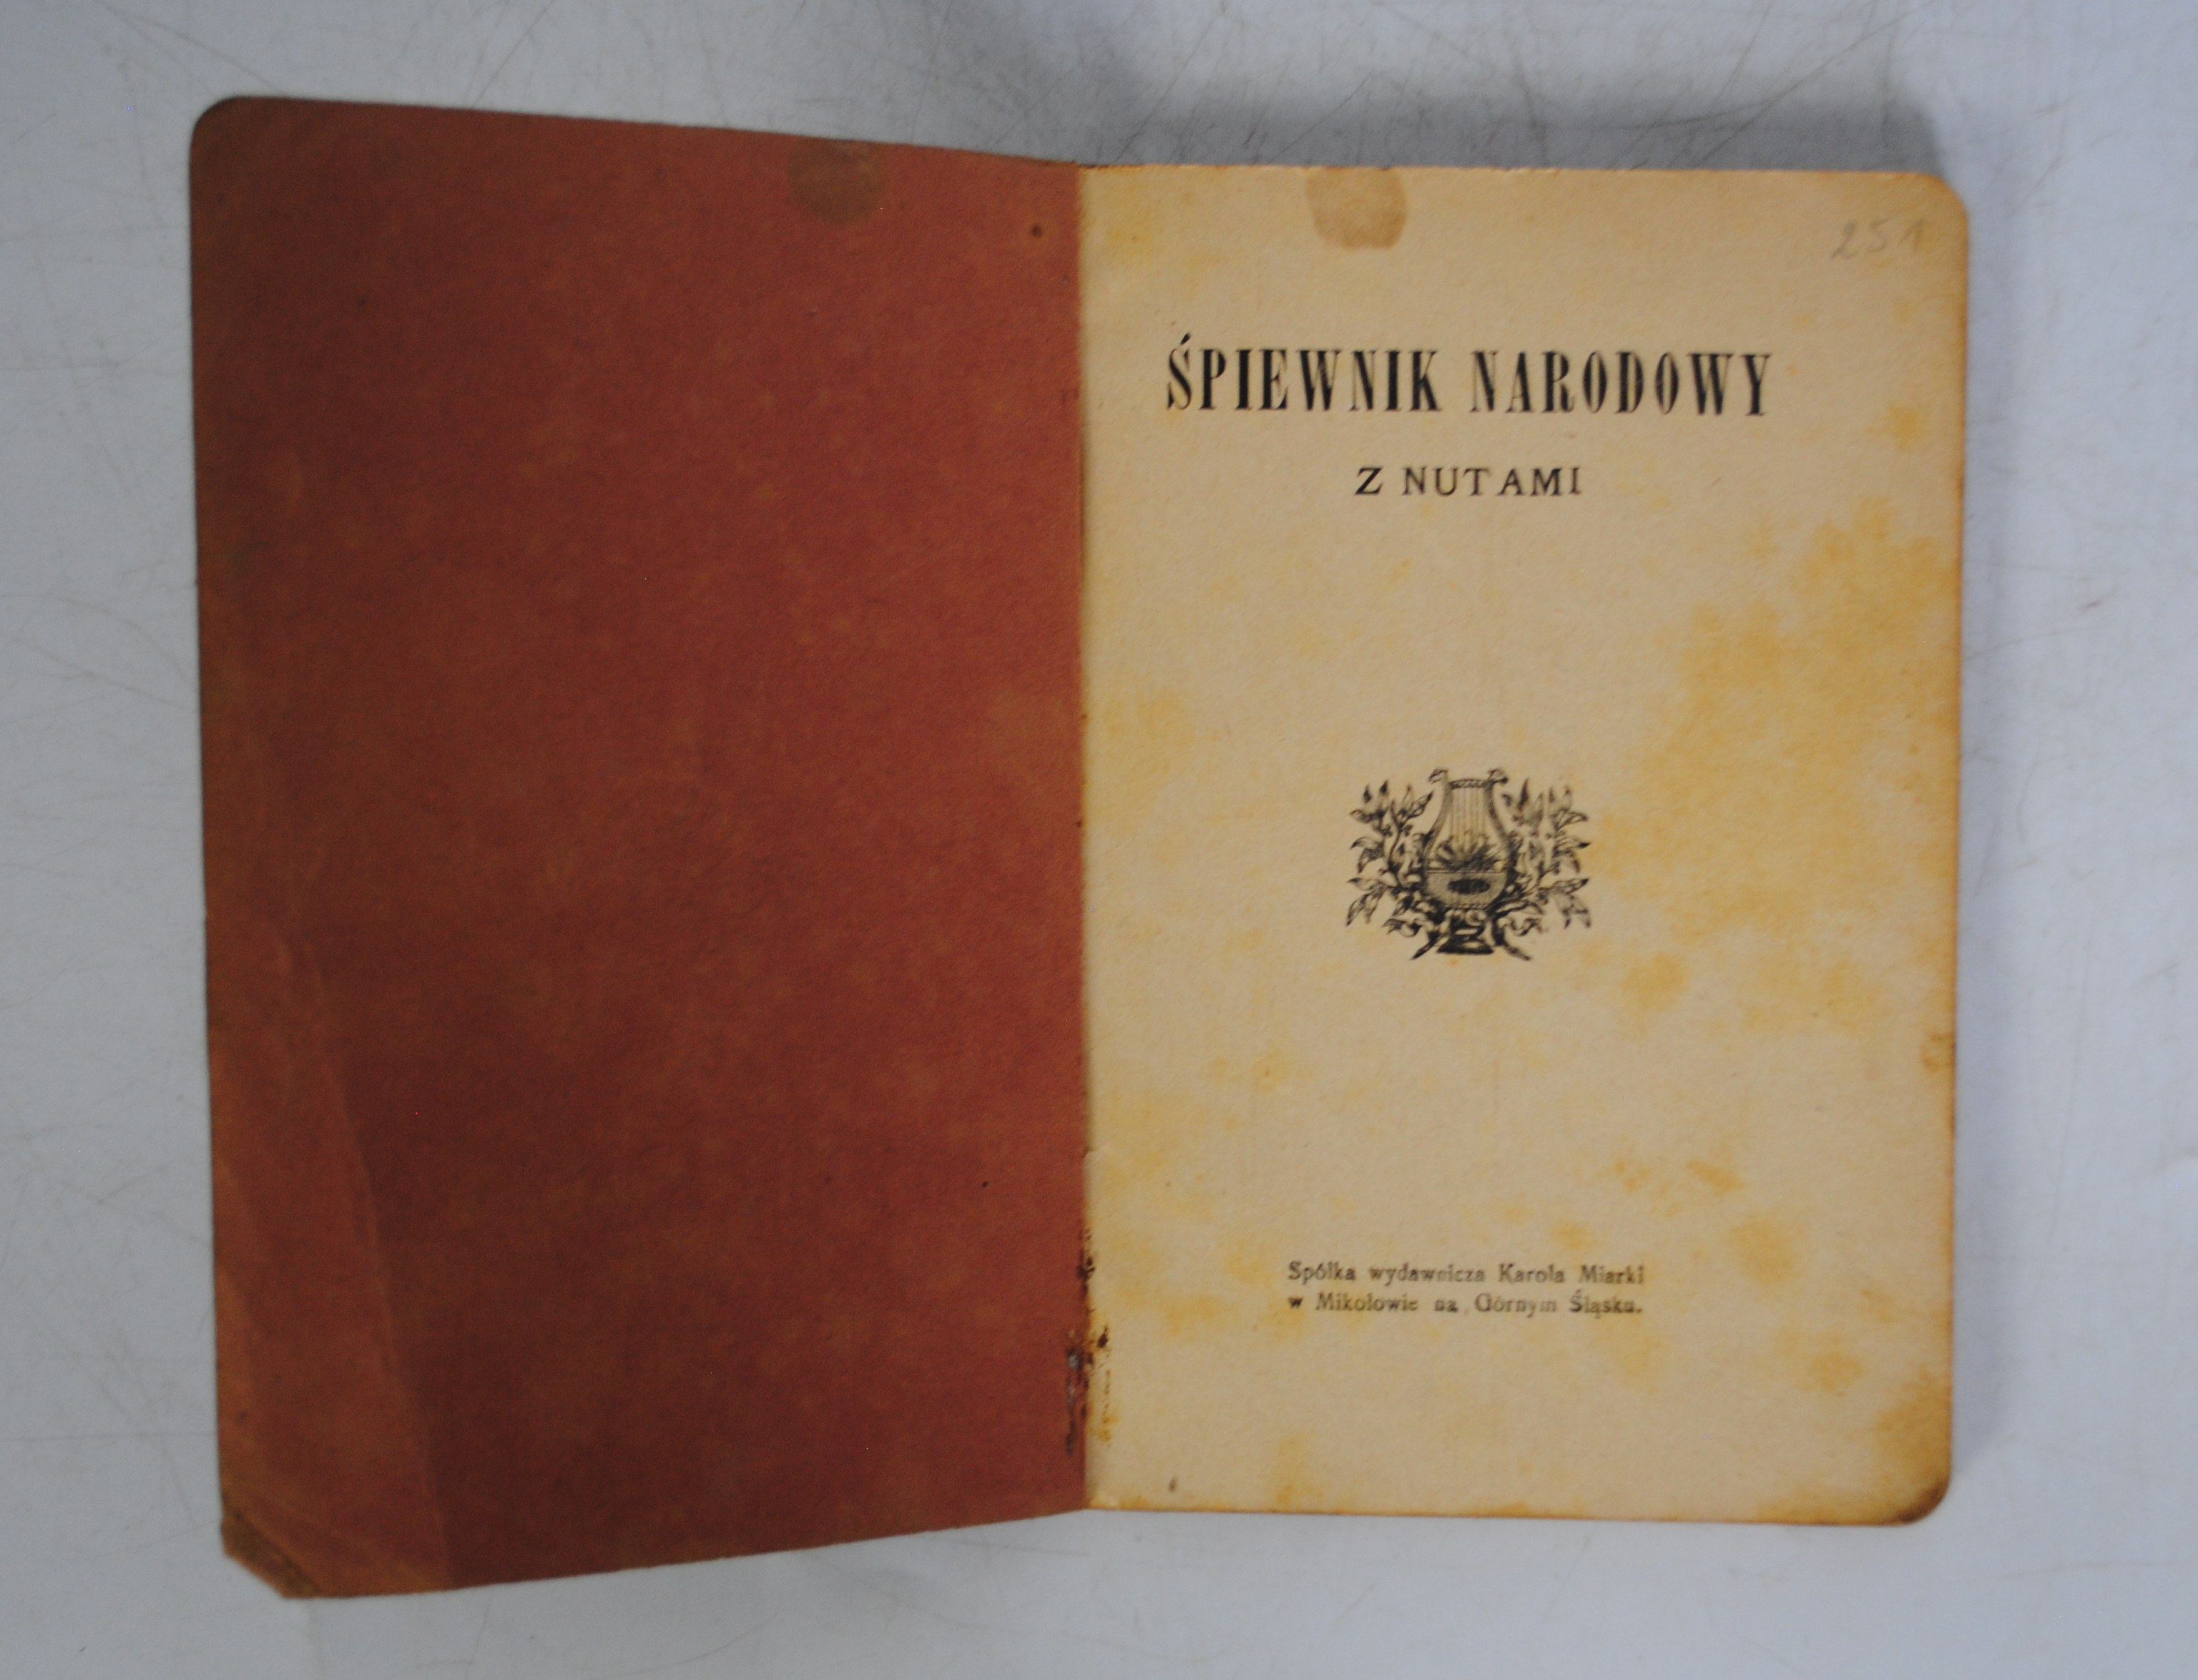 251
ŚPIEWNIK NARODOWY
Z NUTAMI
Spółka wydawnicza Karola Miarki
w Mikołowie na Górnym Śląsku.